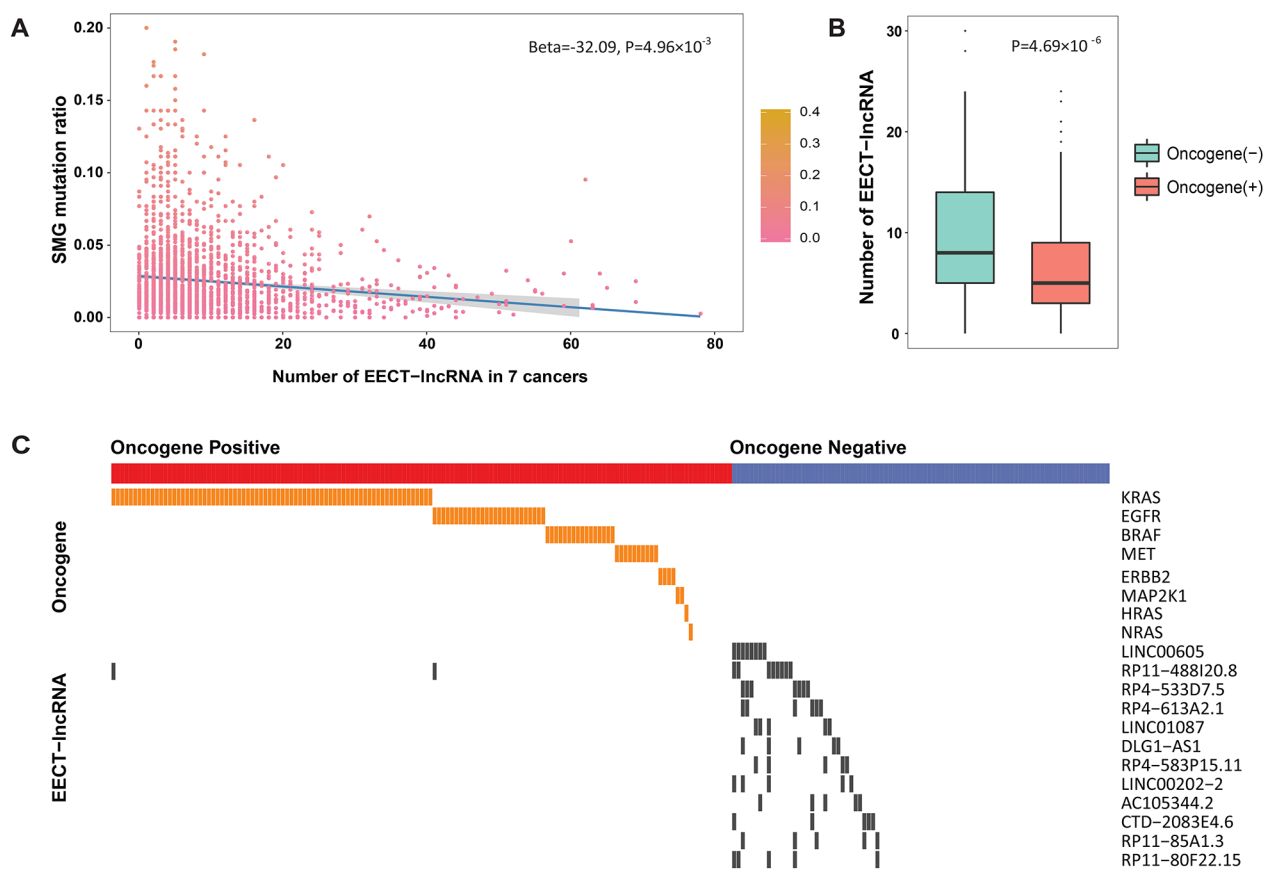 A
SMG mutation ratio
0.20
0.15
0.10
0.05
0.00
Beta=-32.09, P=4.96×10-3
0 20 40 60 80
Number of EECT−lncRNA in 7 cancers
0.4
0.3
0.2
0.1
0.0
B
Number of EECT−lncRNA
30
20
10
0
P=4.69×10 -6
Oncogene(−)
Oncogene(+)
C
Oncogene Positive Oncogene Negative
Oncogene
KRAS
EGFR
BRAF
MET
ERBB2
MAP2K1
HRAS
NRAS
EECT−lncRNA
LINC00605
RP11−488I20.8
RP4−533D7.5
RP4−613A2.1
LINC01087
DLG1−AS1
RP4−583P15.11
LINC00202−2
AC105344.2
CTD−2083E4.6
RP11−85A1.3
RP11−80F22.15